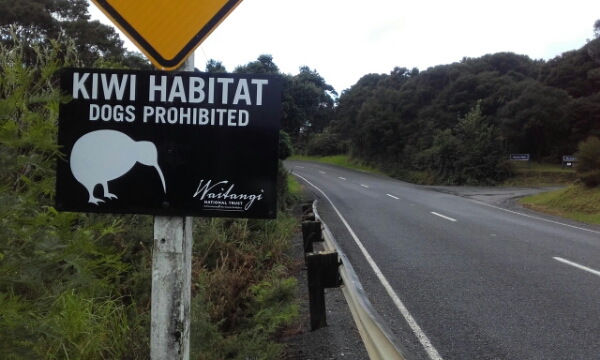 KIWI HABITAT
DOGS PROHIBITED
Waitangi
NATIONAL TRUST